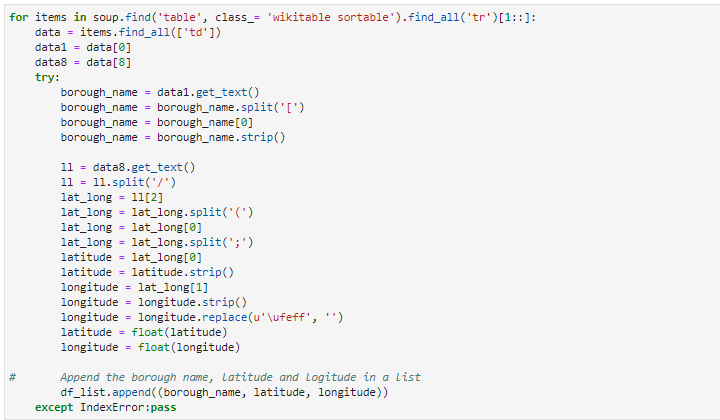 for items in soup.find('table', class_= 'wikitable sortable').find_all('tr')[1::]:
    data = items.find_all(['td'])
    data1 = data[0]
    data8 = data[8]
    try:
        borough_name = data1.get_text()
        borough_name = borough_name.split('[')
        borough_name = borough_name[0]
        borough_name = borough_name.strip()

        ll = data8.get_text()
        ll = ll.split('/')
        lat_long = ll[2]
        lat_long = lat_long.split('(')
        lat_long = lat_long[0]
        lat_long = lat_long.split(';')
        latitude = lat_long[0]
        latitude = latitude.strip()
        longitude = lat_long[1]
        longitude = longitude.strip()
        longitude = longitude.replace(u'\ufeff', '')
        latitude = float(latitude)
        longitude = float(longitude)

#       Append the borough name, latitude and logitude in a list
        df_list.append((borough_name, latitude, longitude))
    except IndexError:pass